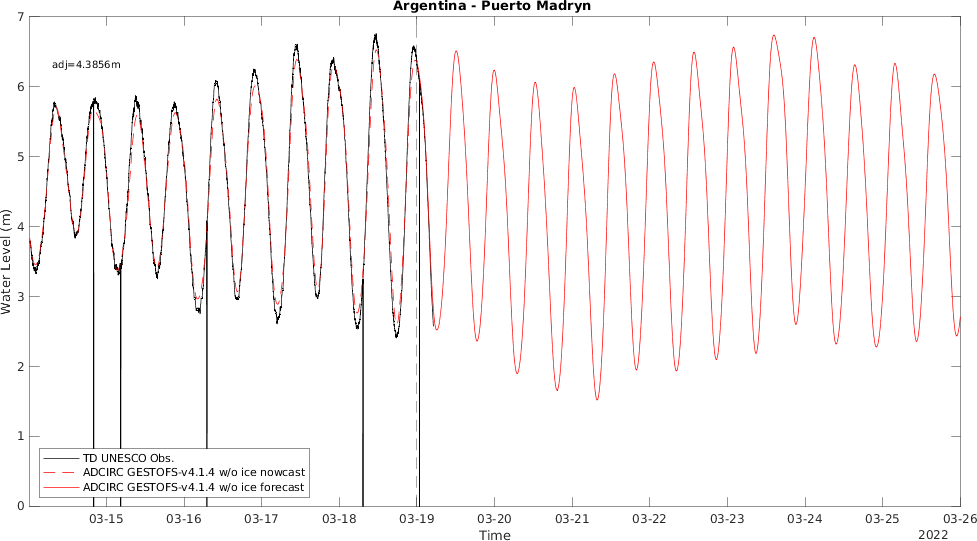 Argentina - Puerto Madryn
adj=4.3856m
7
6
5
4
3
2
1
0
Water Level (m)
TD UNESCO Obs.
ADCIRC GESTOFS-v4.1.4 w/o ice nowcast
ADCIRC GESTOFS-v4.1.4 w/o ice forecast
03-15 03-16 03-17 03-18 03-19 03-20 03-21 03-22 03-23 03-24 03-25 03-26
Time
2022